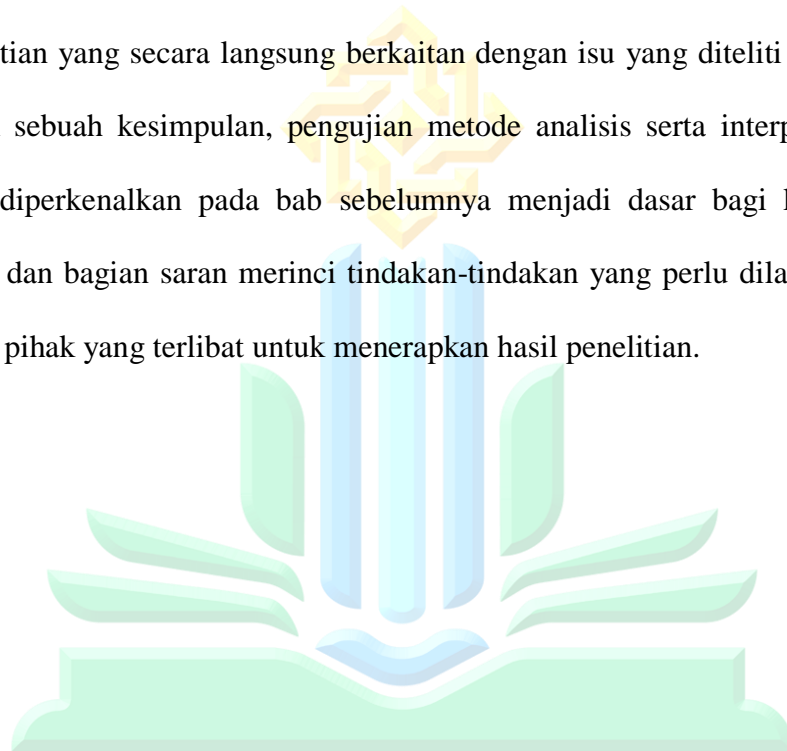 tian yang secara langsung berkaitan dengan isu yang diteliti
sebuah kesimpulan, pengujian metode analisis serta interp
diperkenalkan pada bab sebelumnya menjadi dasar bagi
dan bagian saran merinci tindakan-tindakan yang perlu dila
pihak yang terlibat untuk menerapkan hasil penelitian.